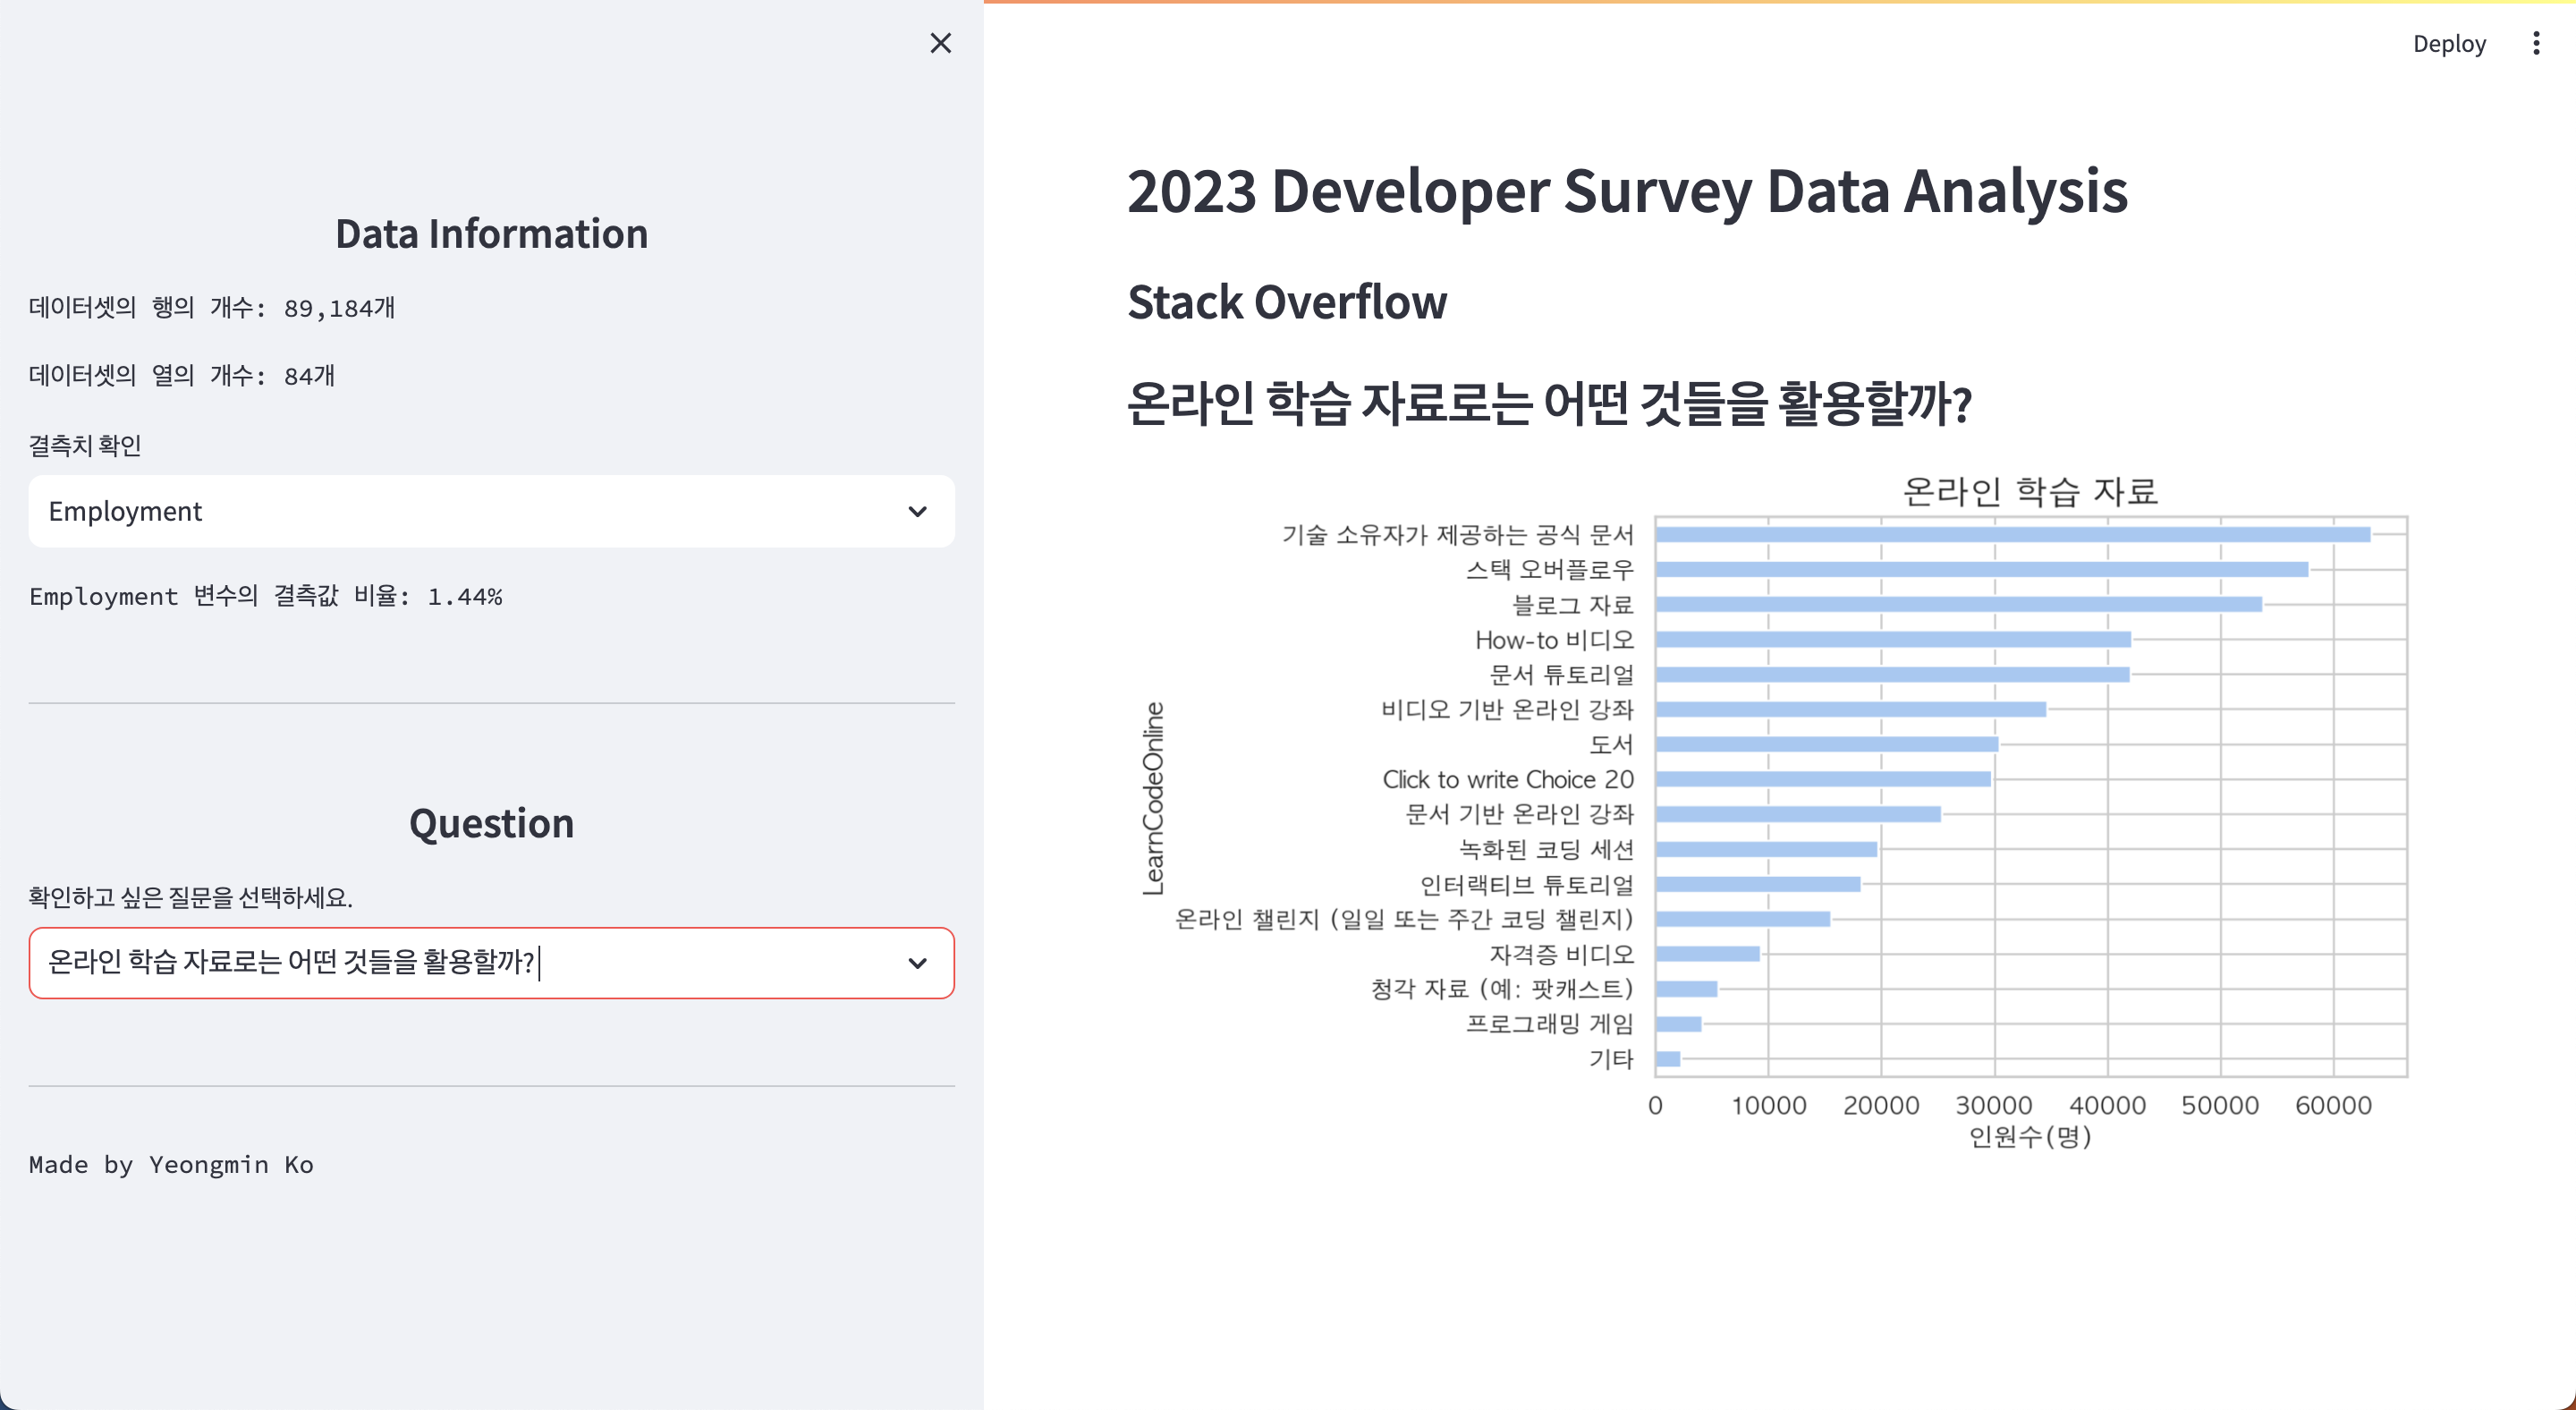 Deploy
Data Information
데이터셋의 행의 개수: 89,184개
데이터셋의 열의 개수: 84개
결측치 확인
Employment
Employment 변수의 결측값 비율: 1.44%
Question
확인하고 싶은 질문을 선택하세요.
온라인 학습 자료로는 어떤 것들을 활용할까?
Made by Yeongmin Ko
2023 Developer Survey Data Analysis
Stack Overflow
온라인 학습 자료로는 어떤 것들을 활용할까?
온라인 학습 자료
LearnCodeOnline
기술 소유자가 제공하는 공식 문서
스택 오버플로우
블로그 자료
How-to 비디오
문서 튜토리얼
비디오 기반 온라인 강좌
도서
Click to write Choice 20
문서 기반 온라인 강좌
녹화된 코딩 세션
인터랙티브 튜토리얼
온라인 챌린지 (일일 또는 주간 코딩 챌린지)
자격증 비디오
청각 자료 (예: 팟캐스트)
프로그래밍 게임
기타
0 10000 20000 30000 40000 50000 60000
인원수(명)